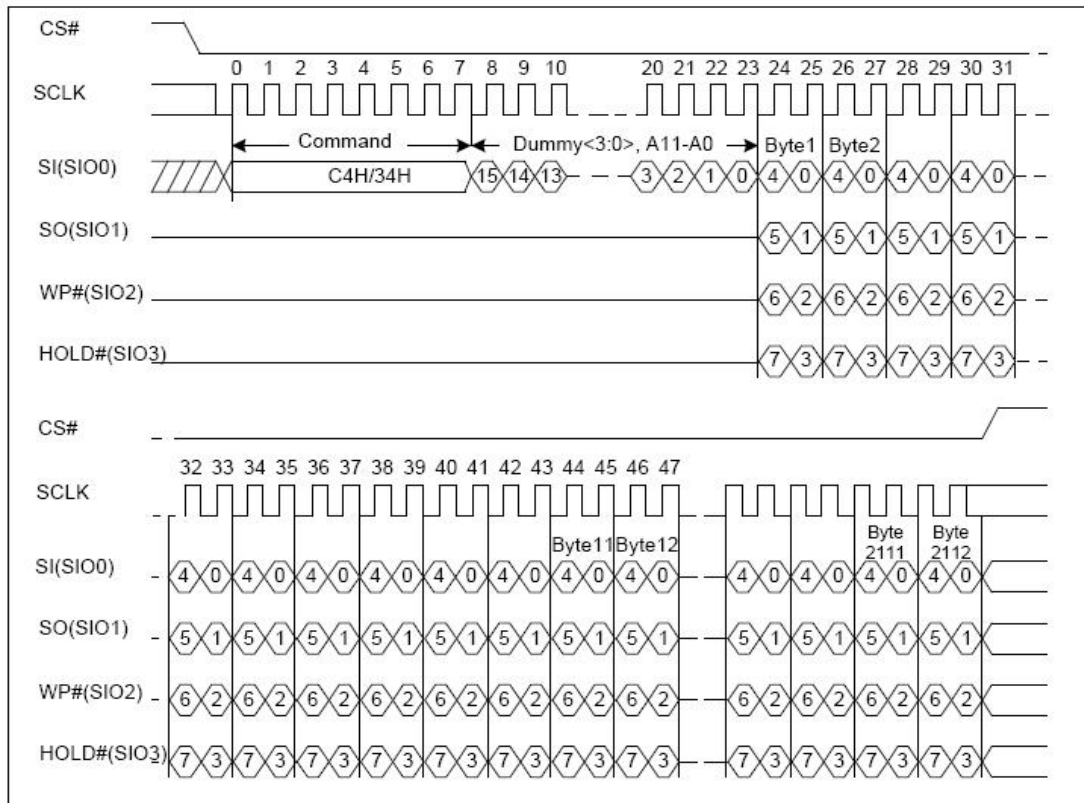 CS#
0 1 2 3 4 5 6 7 8 9 10 20 21 22 23 24 25 26 27 28 29 30 31
SCLK
Command Dummy<3:0>, A11-A0 Byte1 Byte2
SI(SIO0) C4H/34H 15 14 13 3 2 1 0 4 0 4 0 4 0 4 0
SO(SIO1) 5 1 5 1 5 1 5 1
WP#(SIO2) 6 2 6 2 6 2 6 2
HOLD#(SIO3) 7 3 7 3 7 3 7 3
CS#
32 33 34 35 36 37 38 39 40 41 42 43 44 45 46 47
SCLK
Byte11 Byte12 Byte 2111 Byte 2112
SI(SIO0) 4 0 4 0 4 0 4 0 4 0 4 0 4 0 4 0 4 0 4 0 4 0 4 0
SO(SIO1) 5 1 5 1 5 1 5 1 5 1 5 1 5 1 5 1 5 1 5 1 5 1 5 1
WP#(SIO2) 6 2 6 2 6 2 6 2 6 2 6 2 6 2 6 2 6 2 6 2 6 2 6 2
HOLD#(SIO3) 7 3 7 3 7 3 7 3 7 3 7 3 7 3 7 3 7 3 7 3 7 3 7 3